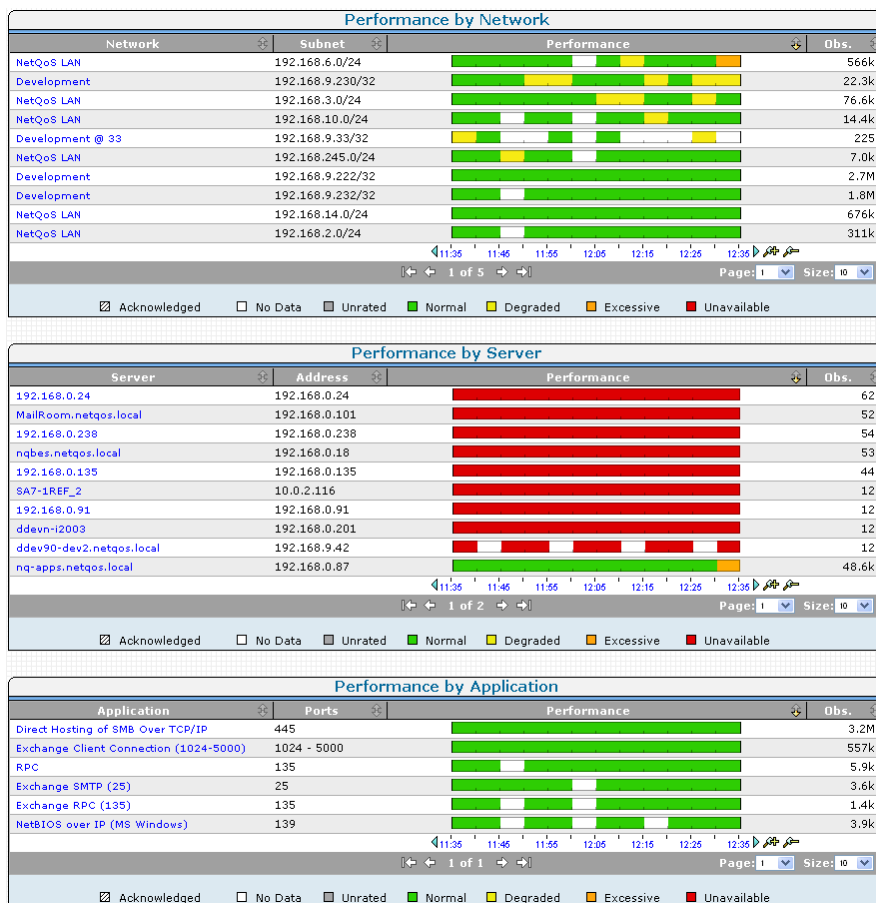 Performance by Network
Network Subnet Performance Obs.
NetQoS LAN 192.168.6.0/24 566k
Development 192.168.9.230/32 22.3k
NetQoS LAN 192.168.3.0/24 76.6k
NetQoS LAN 192.168.10.0/24 14.4k
Development @ 33 192.168.9.33/32 225
NetQoS LAN 192.168.245.0/24 7.0k
Development 192.168.9.222/32 2.7M
Development 192.168.9.232/32 1.8M
NetQoS LAN 192.168.14.0/24 676k
NetQoS LAN 192.168.2.0/24 311k
11:35 11:45 11:55 12:05 12:15 12:25 12:35
1 of 5 Page: 1 Size: 10
Acknowledged No Data Unrated Normal Degraded Excessive Unavailable
Performance by Server
Server Address Performance Obs.
192.168.0.24 192.168.0.24 62
MailRoom.netqos.local 192.168.0.101 52
192.168.0.238 192.168.0.238 54
nqbes.netqos.local 192.168.0.18 53
192.168.0.135 192.168.0.135 44
SA7-1REF_2 10.0.2.116 12
192.168.0.91 192.168.0.91 12
ddevn-i2003 192.168.0.201 12
ddev90-dev2.netqos.local 192.168.9.42 12
nq-apps.netqos.local 192.168.0.87 48.6k
11:35 11:45 11:55 12:05 12:15 12:25 12:35
1 of 2 Page: 1 Size: 10
Acknowledged No Data Unrated Normal Degraded Excessive Unavailable
Performance by Application
Application Ports Performance Obs.
Direct Hosting of SMB Over TCP/IP 445 3.2M
Exchange Client Connection (1024-5000) 1024 - 5000 557k
RPC 135 5.9k
Exchange SMTP (25) 25 3.6k
Exchange RPC (135) 135 1.4k
NetBIOS over IP (MS Windows) 139 3.9k
11:35 11:45 11:55 12:05 12:15 12:25 12:35
1 of 1 Page: 1 Size: 10
Acknowledged No Data Unrated Normal Degraded Excessive Unavailable